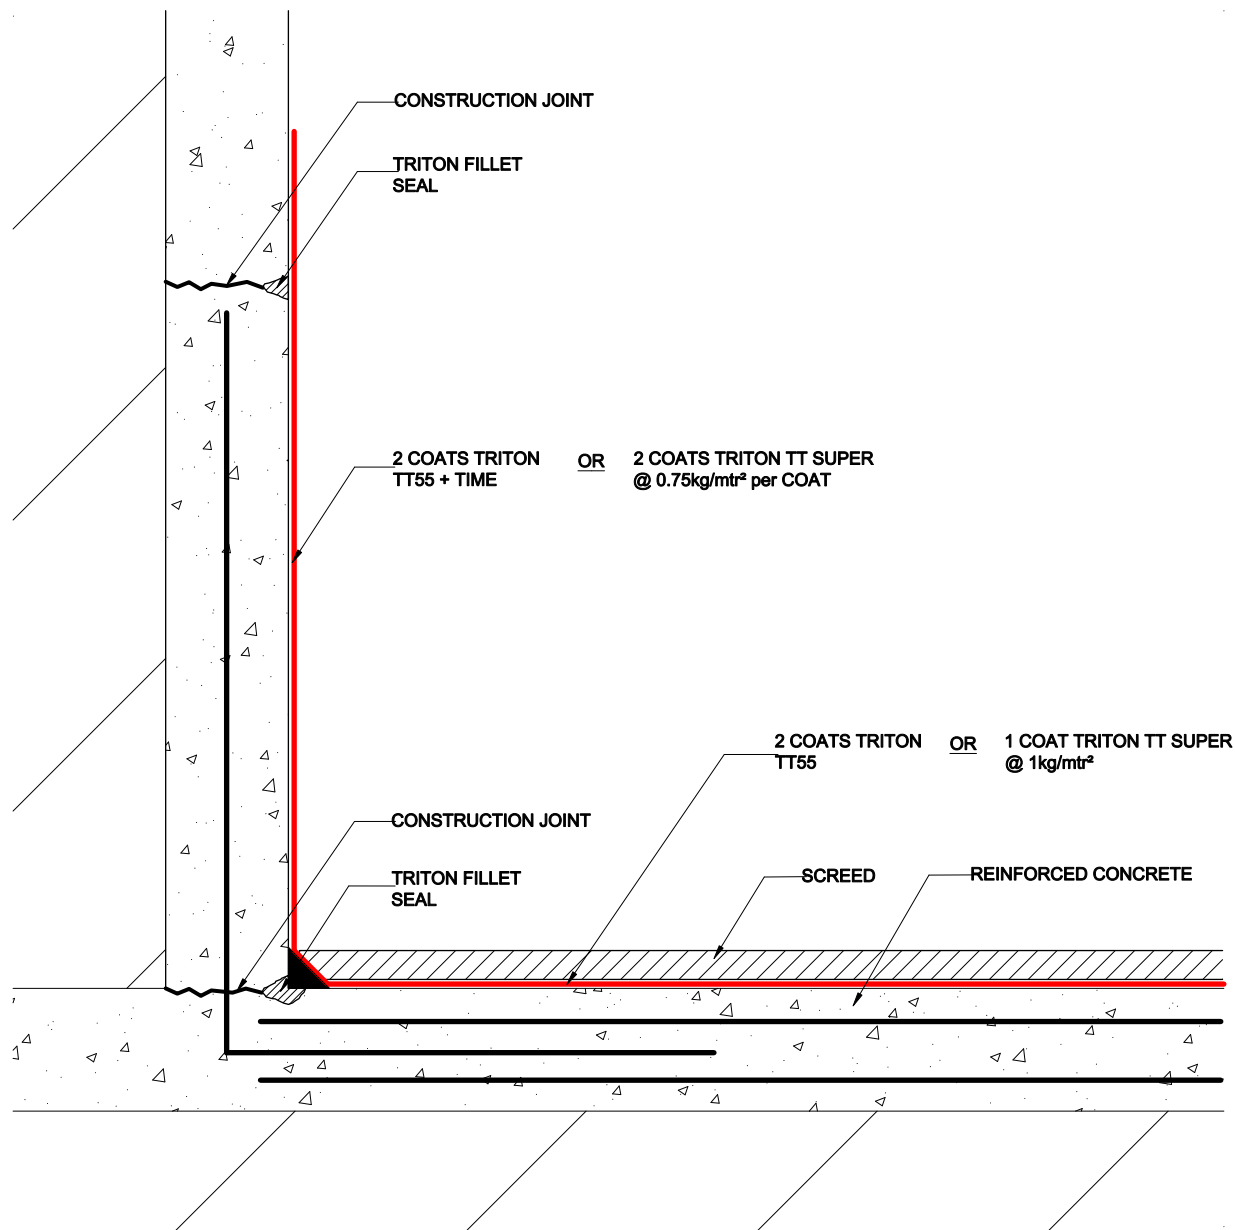 CONSTRUCTION JOINT
TRITON FILLET
SEAL
2 COATS TRITON OR 2 COATS TRITON TT SUPER
TT55 + TIME @ 0.75kg/mtr² per COAT
2 COATS TRITON OR 1 COAT TRITON TT SUPER
TT55 @ 1kg/mtr²
CONSTRUCTION JOINT
SCREED REINFORCED CONCRETE
TRITON FILLET
SEAL